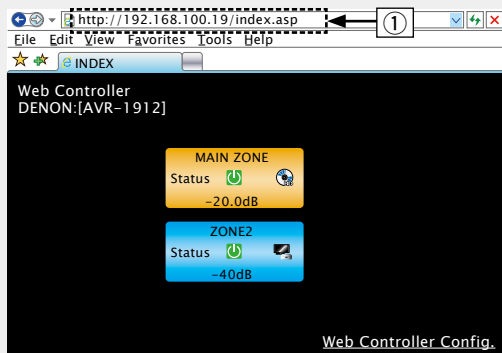 http://192.168.100.19/index.asp
①
File Edit View Favorites Tools Help
INDEX
Web Controller
DENON:[AVR-1912]
MAIN ZONE
Status
-20.0dB
ZONE2
Status
-40dB
Web Controller Config.